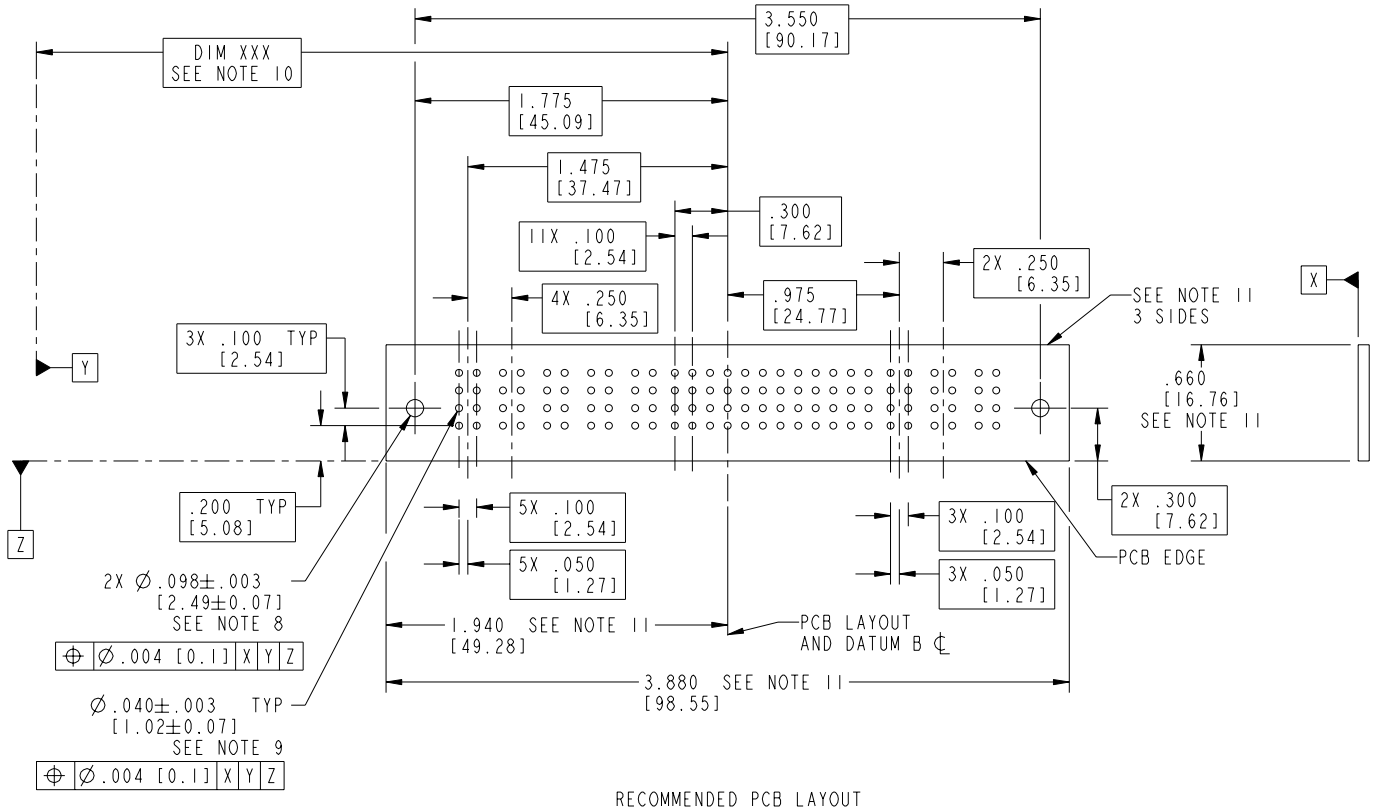 3.550
[90.17]
DIM XXX
SEE NOTE 10
1.775
[45.09]
1.475
[37.47]
.300
[7.62]
11X .100
[2.54]
2X .250
[6.35]
X
4X .250
[6.35]
.975
[24.77]
SEE NOTE 11
3 SIDES
3X .100 TYP
[2.54]
Y
.660
[16.76]
SEE NOTE 11
.200 TYP
[5.08]
5X .100
[2.54]
3X .100
[2.54]
2X .300
[7.62]
Z
5X .050
[1.27]
3X .050
[1.27]
PCB EDGE
2X Ø.098±.003
[2.49±0.07]
SEE NOTE 8
⌖ Ø.004 [0.1] X Y Z
1.940 SEE NOTE 11
[49.28]
PCB LAYOUT
AND DATUM B ℄
3.880 SEE NOTE 11
[98.55]
Ø.040±.003 TYP
[1.02±0.07]
SEE NOTE 9
⌖ Ø.004 [0.1] X Y Z
RECOMMENDED PCB LAYOUT